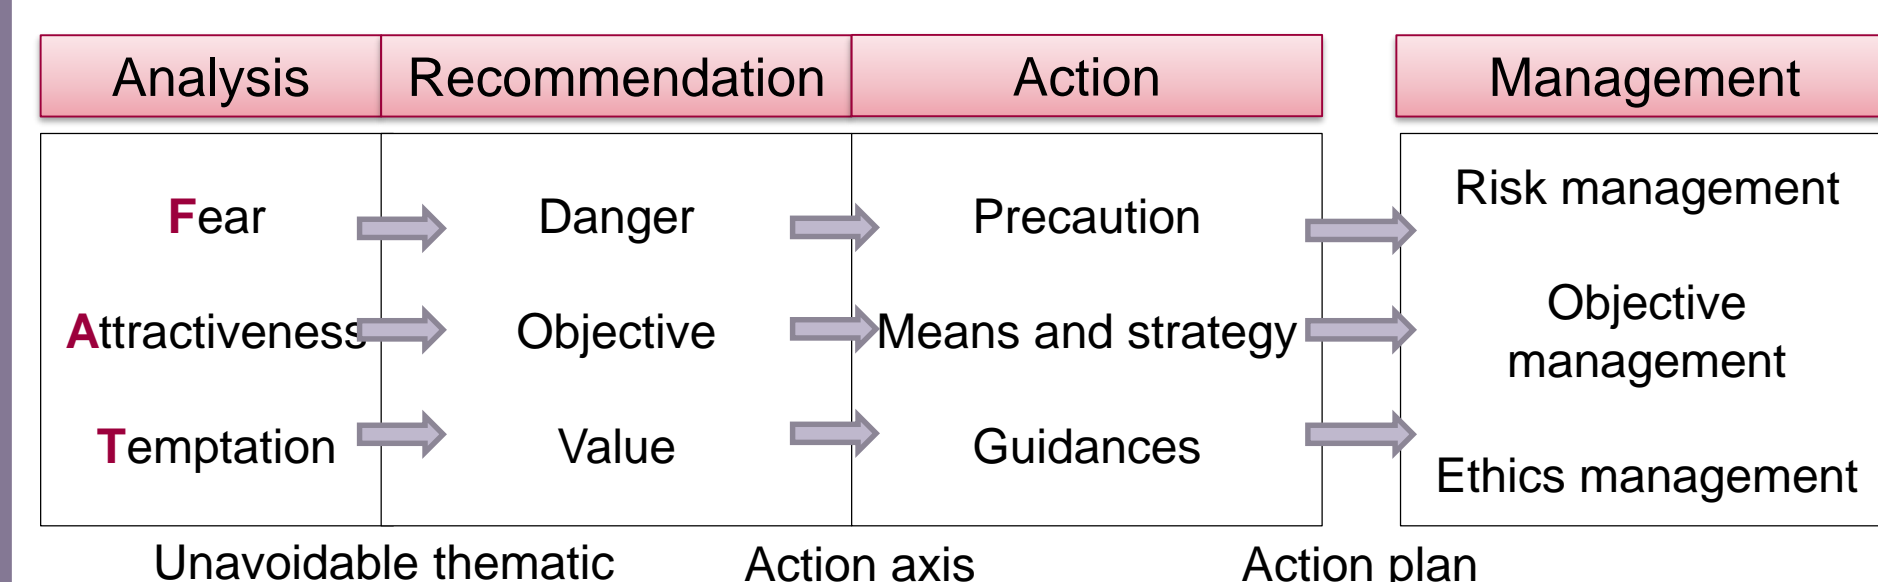 Analysis Recommendation Action Management
Fear Danger Precaution Risk management
Attractiveness Objective Means and strategy Objective
management
Temptation Value Guidances Ethics management
Unavoidable thematic Action axis Action plan